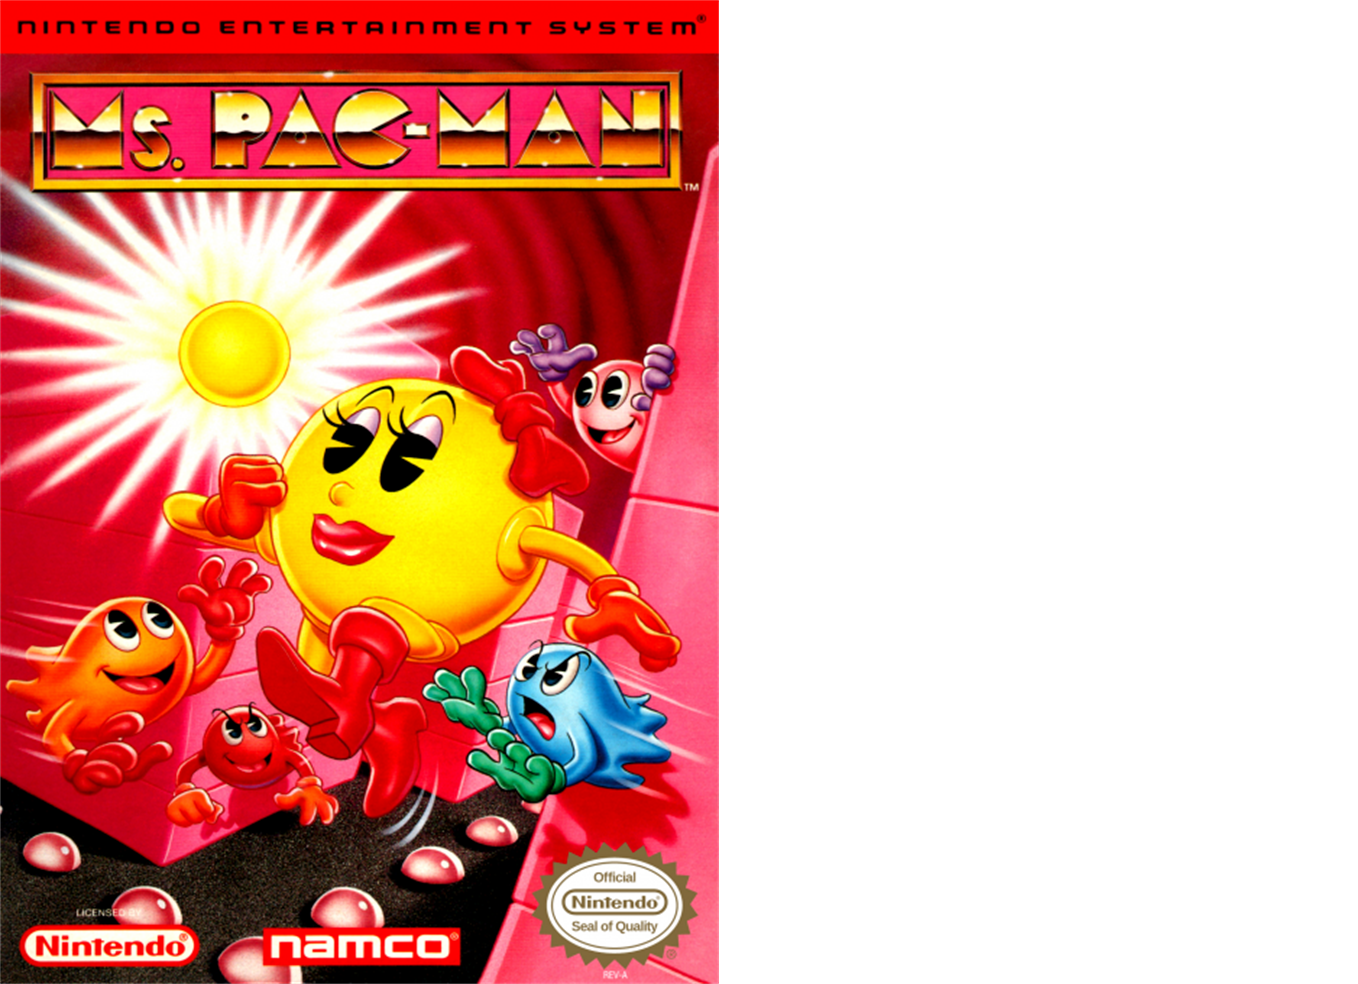 NINTENDO ENTERTAINMENT SYSTEM®
Ms. PAC-MAN
TM
LICENSED BY
Nintendo®
namco®
Official
Nintendo®
Seal of Quality
®
REV-A